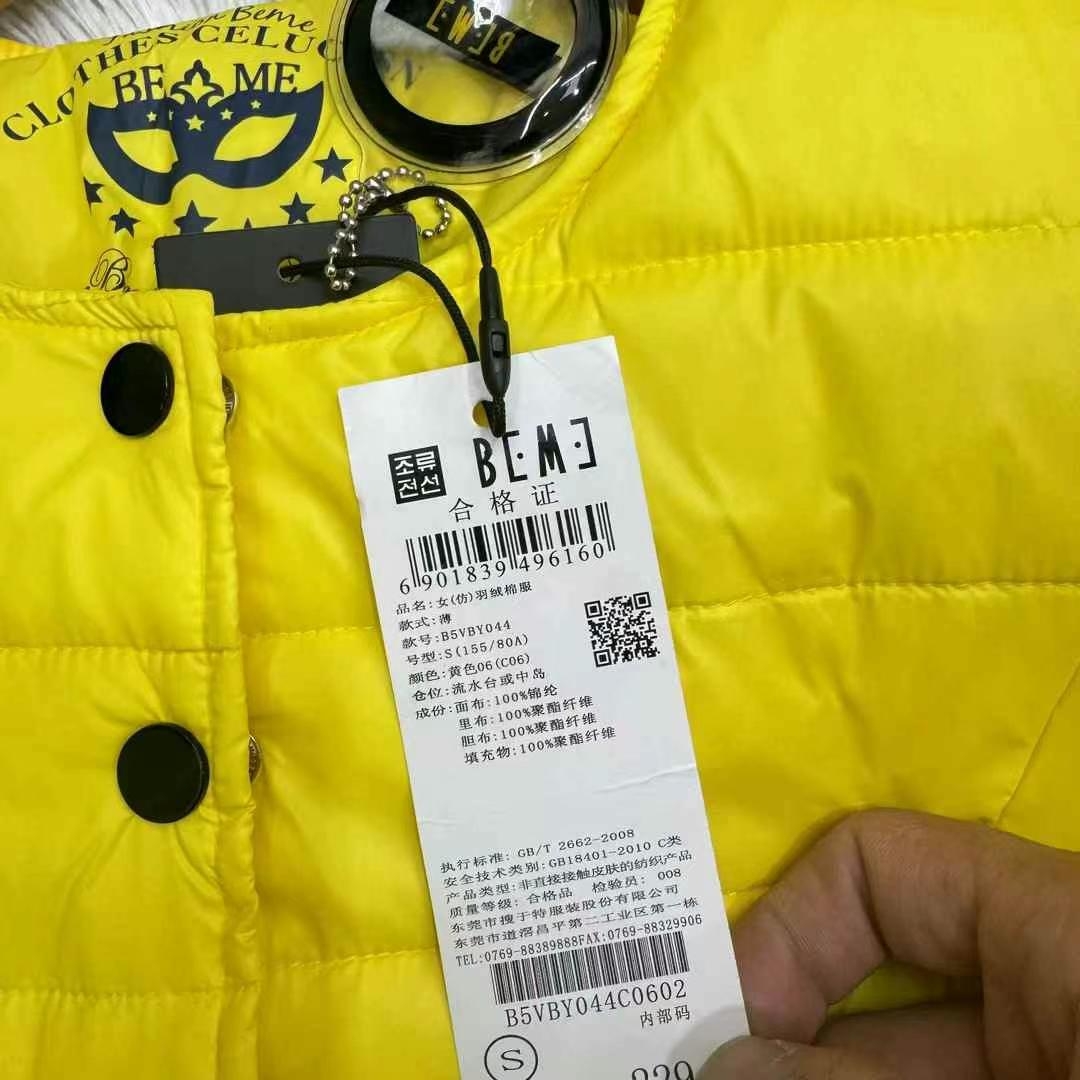 BEME
Fashion Beme
CLOTHES CELUC
BE ME
조류
전선
BEME
合格证
6 901839 496160
品名:女(仿)羽绒棉服
款式:薄
款号:B5VBY044
号型:S(155/80A)
颜色:黄色06(C06)
仓位:流水台或中岛
成份:面布:100%锦纶
里布:100%聚酯纤维
胆布:100%聚酯纤维
填充物:100%聚酯纤维
执行标准: GB/T 2662-2008
安全技术类别:GB18401-2010 C类
产品类型:非直接接触皮肤的纺织产品
质量等级: 合格品 检验员: 008
东莞市搜于特服装股份有限公司
东莞市道滘昌平第二工业区第一栋
TEL:0769-88389888FAX:0769-88329906
B5VBY044C0602
内部码
S